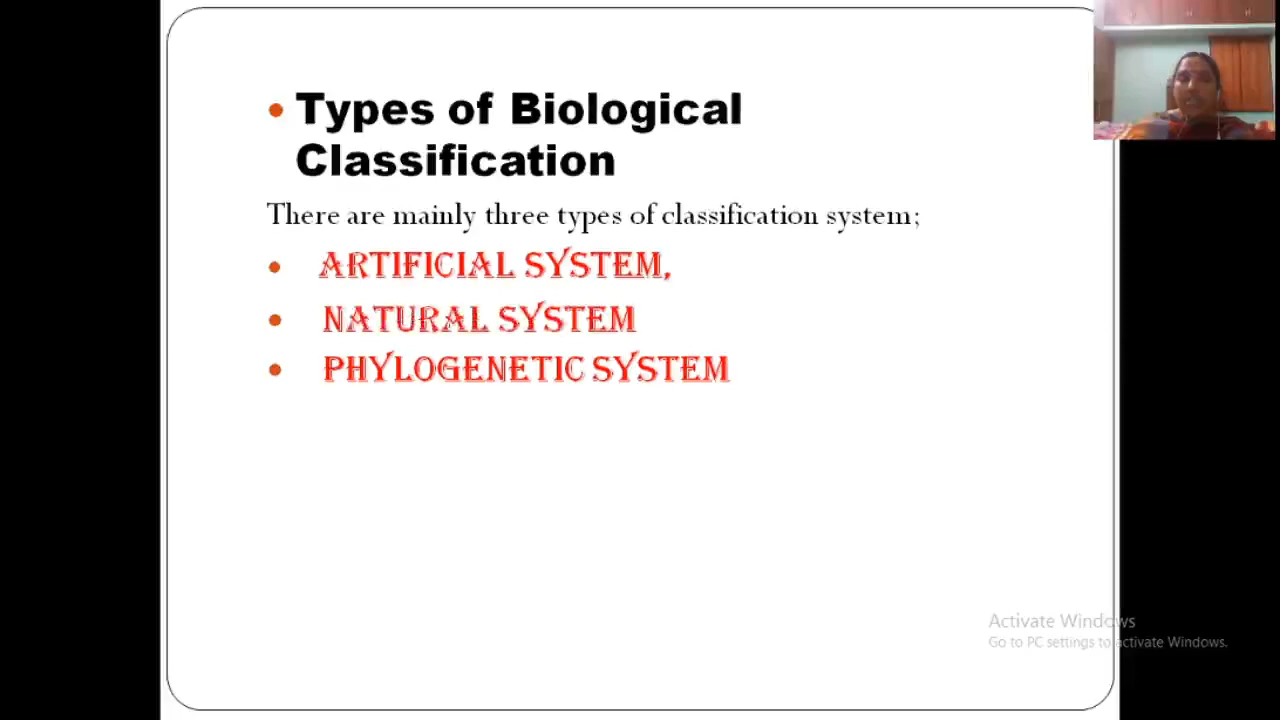 Types of Biological
Classification
There are mainly three types of classification system;
ARTIFICIAL SYSTEM,
NATURAL SYSTEM
PHYLOGENETIC SYSTEM
Activate Windows
Go to PC settings to activate Windows.